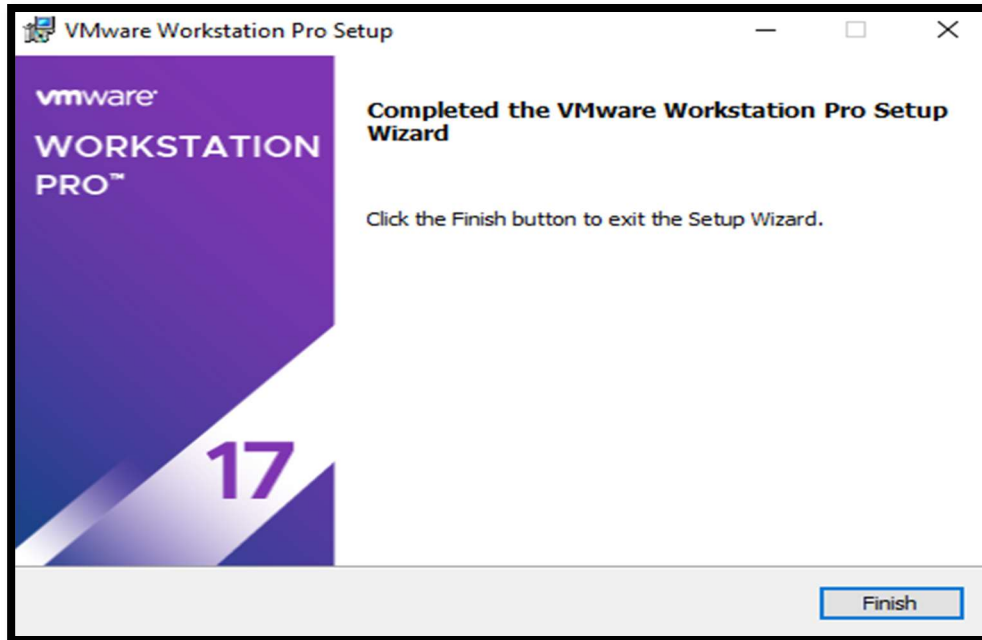 VMware Workstation Pro Setup
vmware®
WORKSTATION
PRO™
17
Completed the VMware Workstation Pro Setup
Wizard
Click the Finish button to exit the Setup Wizard.
Finish